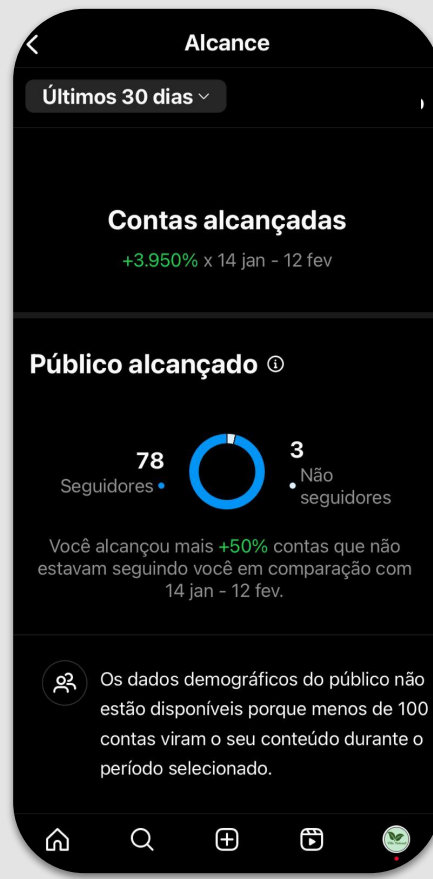 Alcance
Últimos 30 dias
Contas alcançadas
+3.950% x 14 jan - 12 fev
Público alcançado
78
Seguidores
3
Não
seguidores
Você alcançou mais +50% contas que não
estavam seguindo você em comparação com
14 jan - 12 fev.
Os dados demográficos do público não
estão disponíveis porque menos de 100
contas viram o seu conteúdo durante o
período selecionado.